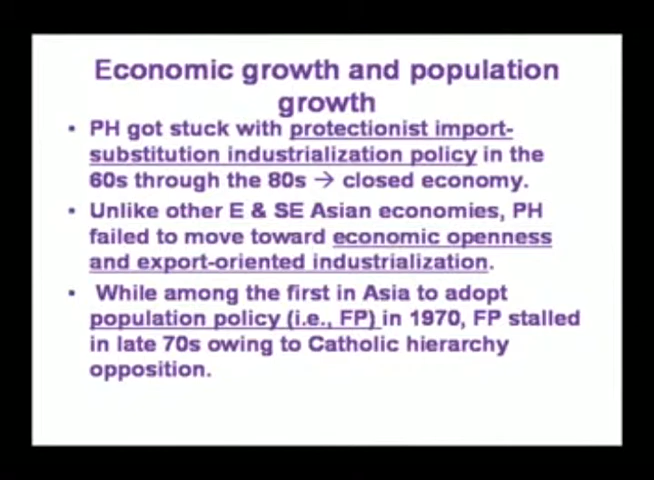 Economic growth and population
growth
• PH got stuck with protectionist import-
substitution industrialization policy in the
60s through the 80s → closed economy.
• Unlike other E & SE Asian economies, PH
failed to move toward economic openness
and export-oriented industrialization.
• While among the first in Asia to adopt
population policy (i.e., FP) in 1970, FP stalled
in late 70s owing to Catholic hierarchy
opposition.